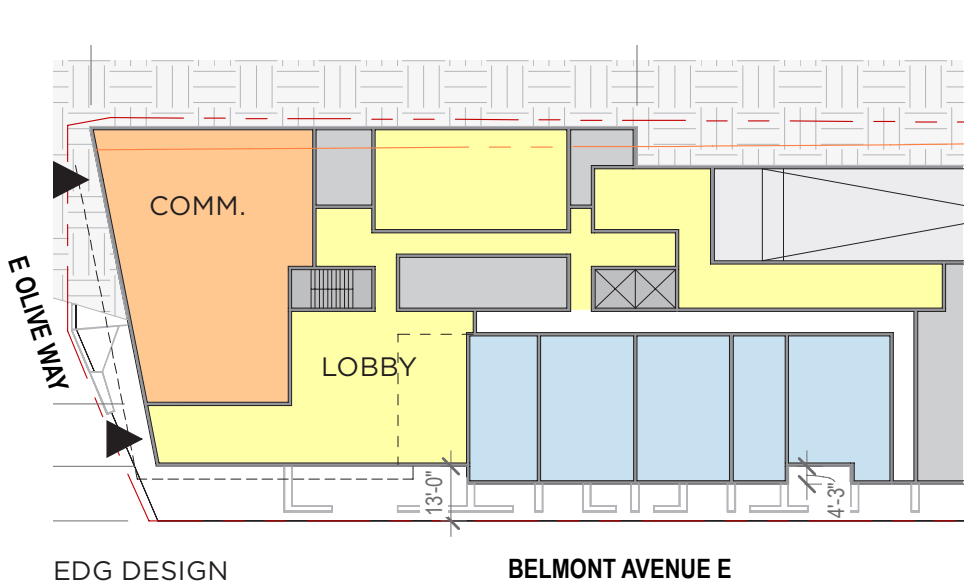 COMM.
E OLIVE WAY
LOBBY
13'-0"
4'-3"
EDG DESIGN
BELMONT AVENUE E